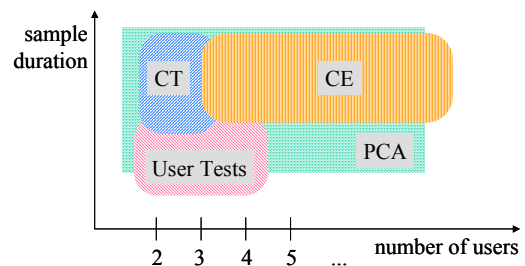 sample
duration
CT
CE
PCA
User Tests
2 3 4 5 ...
number of users